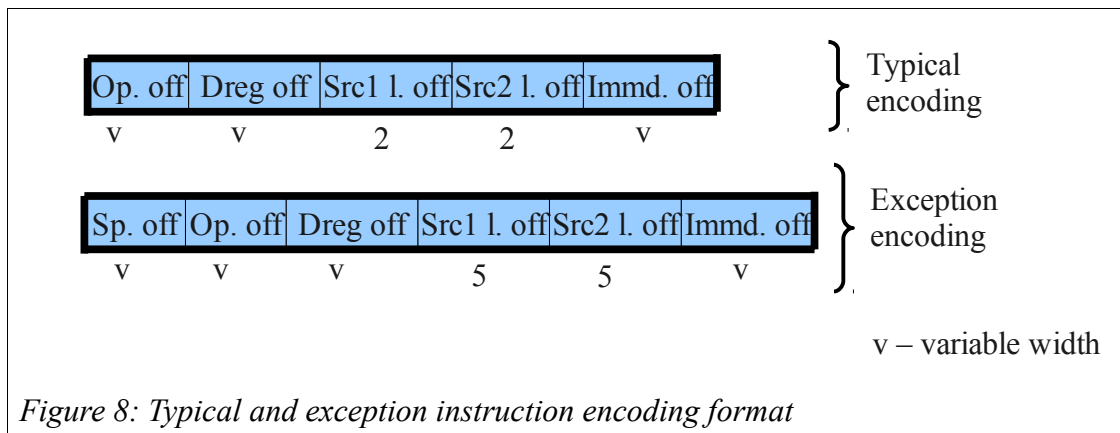 Op. off Dreg off Src1 l. off Src2 l. off Immd. off
v v 2 2 v
Typical
encoding
Sp. off Op. off Dreg off Src1 l. off Src2 l. off Immd. off
v v v 5 5 v
Exception
encoding
v – variable width
Figure 8: Typical and exception instruction encoding format